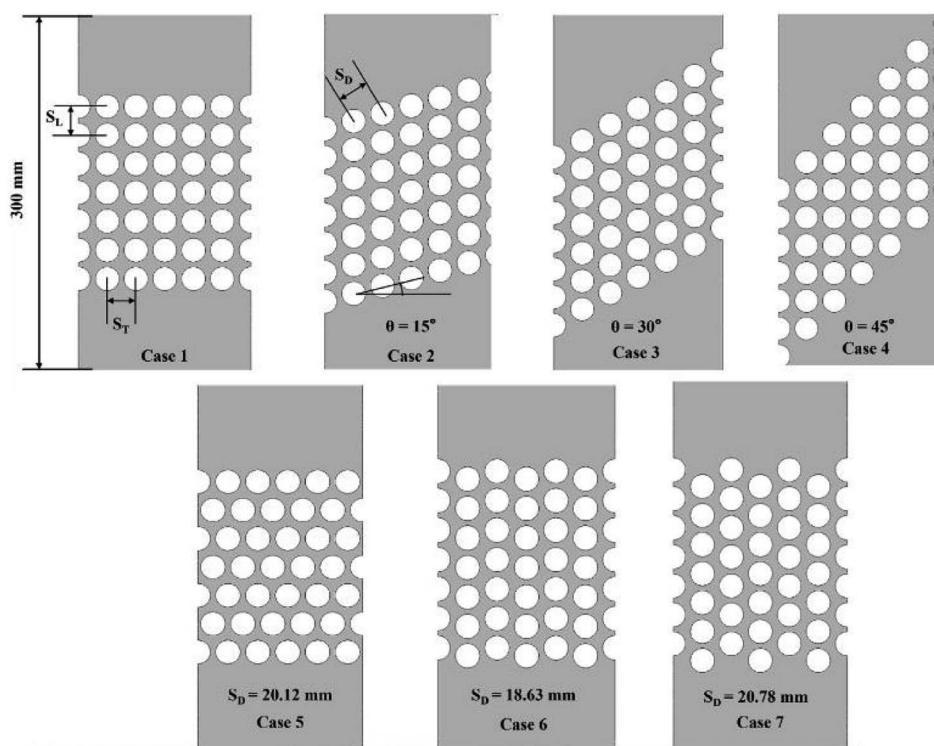 S_D
S_L
300 mm
S_T
Case 1
θ = 15°
Case 2
θ = 30°
Case 3
θ = 45°
Case 4
S_D = 20.12 mm
Case 5
S_D = 18.63 mm
Case 6
S_D = 20.78 mm
Case 7